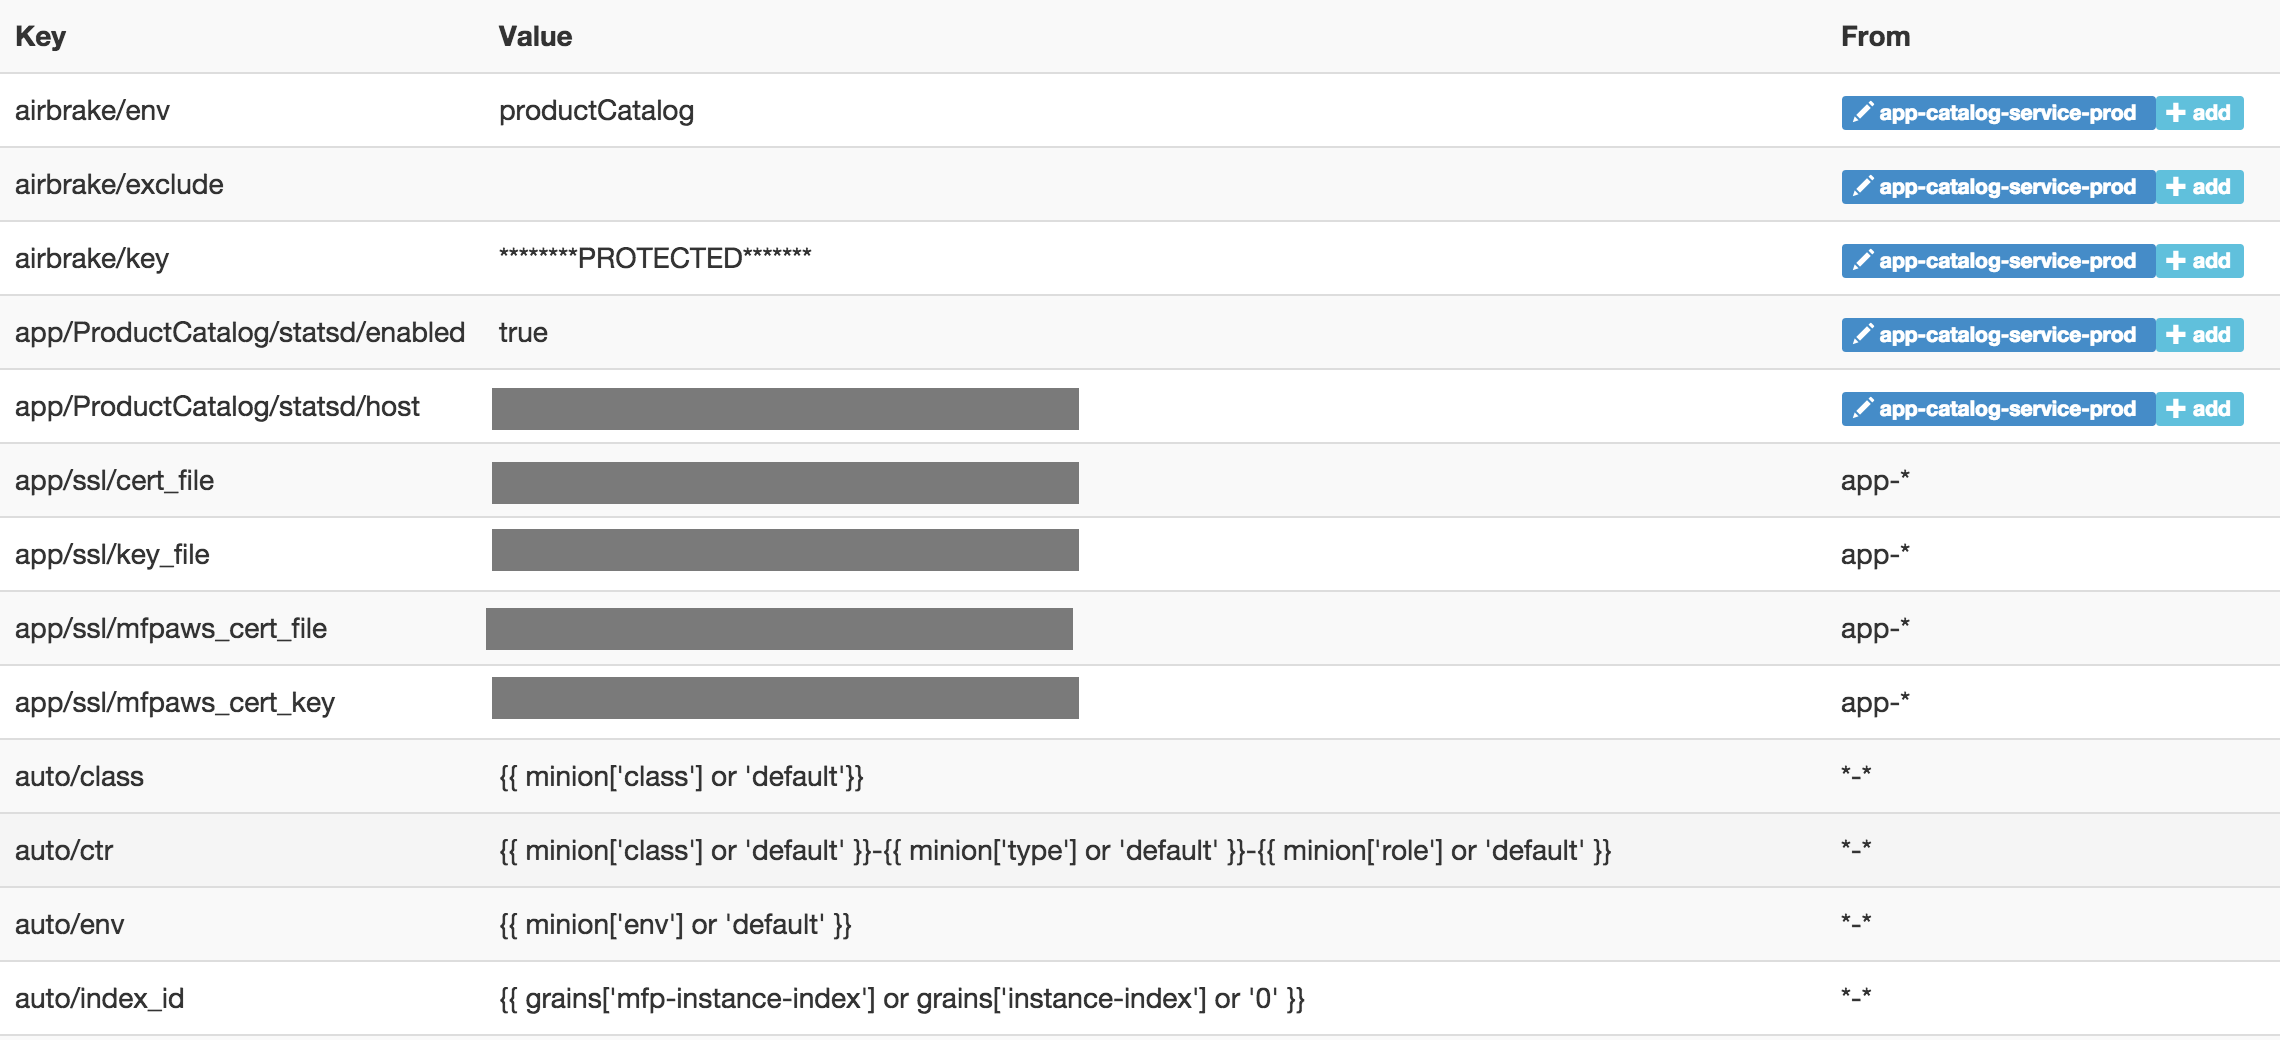 Key Value From
airbrake/env productCatalog app-catalog-service-prod add
airbrake/exclude app-catalog-service-prod add
airbrake/key ********PROTECTED******* app-catalog-service-prod add
app/ProductCatalog/statsd/enabled true app-catalog-service-prod add
app/ProductCatalog/statsd/host app-catalog-service-prod add
app/ssl/cert_file app-*
app/ssl/key_file app-*
app/ssl/mfpaws_cert_file app-*
app/ssl/mfpaws_cert_key app-*
auto/class {{ minion['class'] or 'default'}} *-*
auto/ctr {{ minion['class'] or 'default' }}-{{ minion['type'] or 'default' }}-{{ minion['role'] or 'default' }} *-*
auto/env {{ minion['env'] or 'default' }} *-*
auto/index_id {{ grains['mfp-instance-index'] or grains['instance-index'] or '0' }} *-*